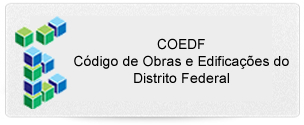 COEDF
Código de Obras e Edificações do
Distrito Federal